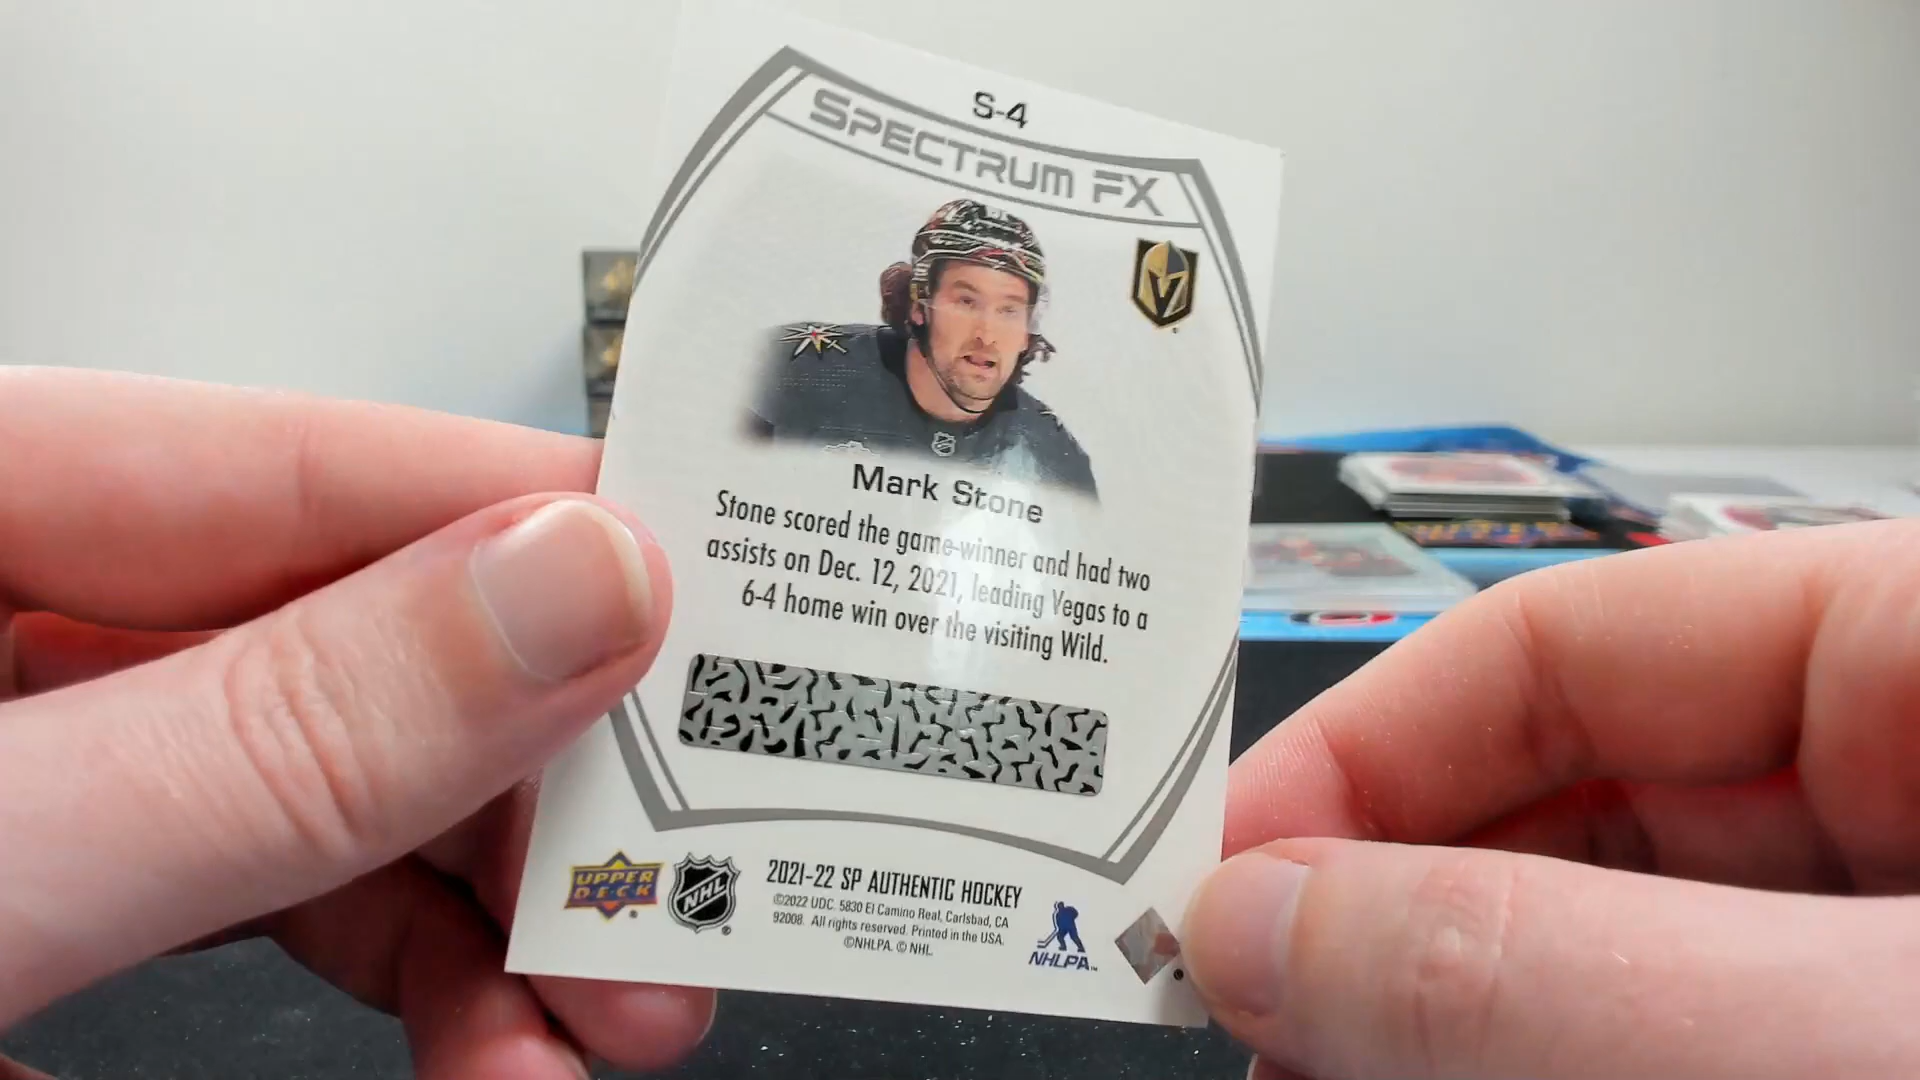 S-4
SPECTRUM FX
Mark Stone
Stone scored the game-winner and had two
assists on Dec. 12, 2021, leading Vegas to a
6-4 home win over the visiting Wild.
UPPER
DECK
NHL
2021-22 SP AUTHENTIC HOCKEY
©2022 UDC. 5830 El Camino Real, Carlsbad, CA
92008. All rights reserved. Printed in the USA.
©NHLPA. © NHL.
NHLPA™